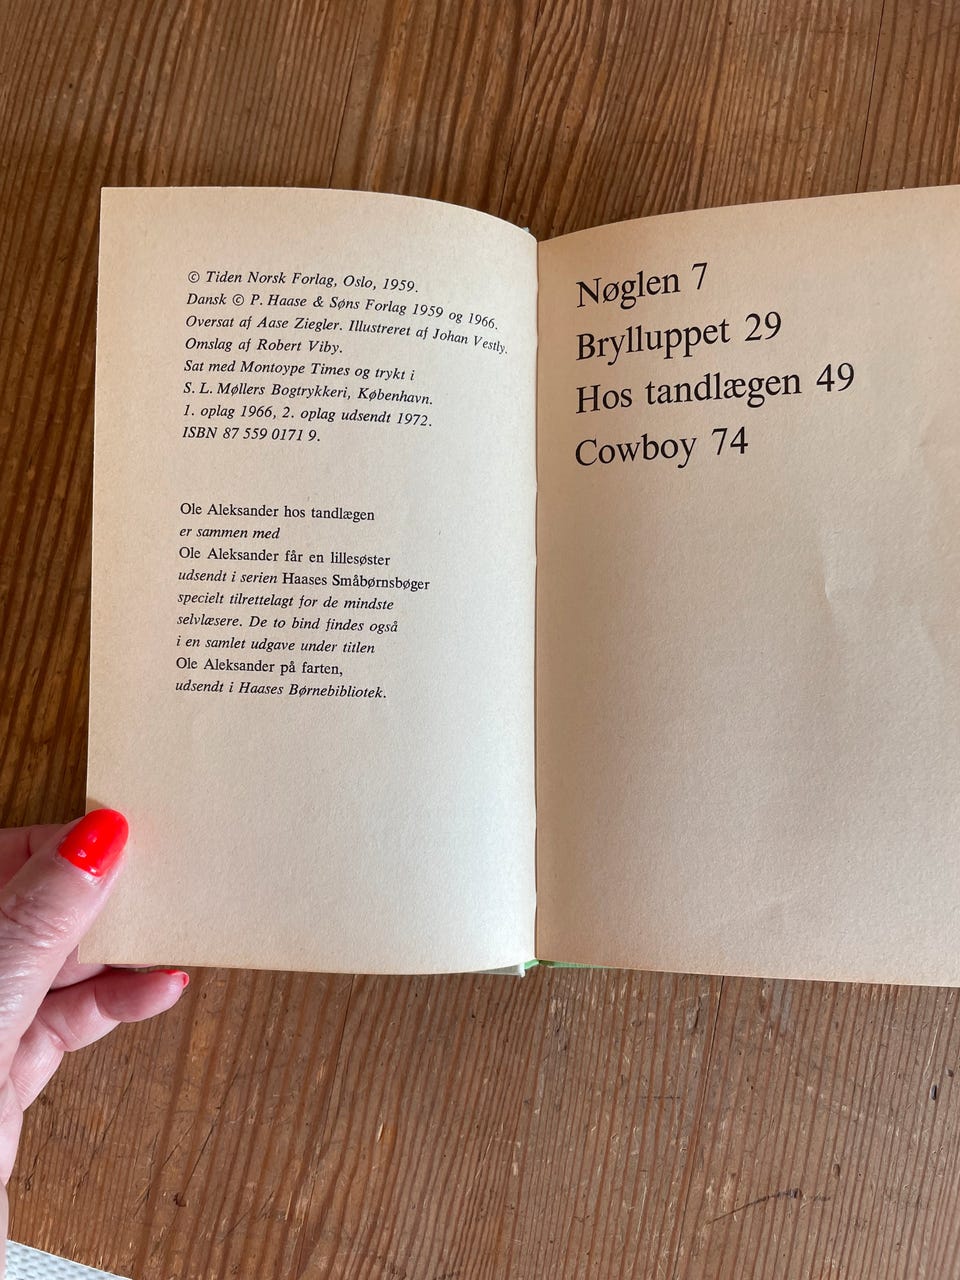 © Tiden Norsk Forlag, Oslo, 1959.
Dansk © P. Haase & Søns Forlag 1959 og 1966.
Oversat af Aase Ziegler. Illustreret af Johan Vestly.
Omslag af Robert Viby.
Sat med Montoype Times og trykt i
S. L. Møllers Bogtrykkeri, København.
1. oplag 1966, 2. oplag udsendt 1972.
ISBN 87 559 0171 9.
Ole Aleksander hos tandlægen
er sammen med
Ole Aleksander får en lillesøster
udsendt i serien Haases Småbørnsbøger
specielt tilrettelagt for de mindste
selvlæsere. De to bind findes også
i en samlet udgave under titlen
Ole Aleksander på farten,
udsendt i Haases Børnebibliotek.
Nøglen 7
Brylluppet 29
Hos tandlægen 49
Cowboy 74